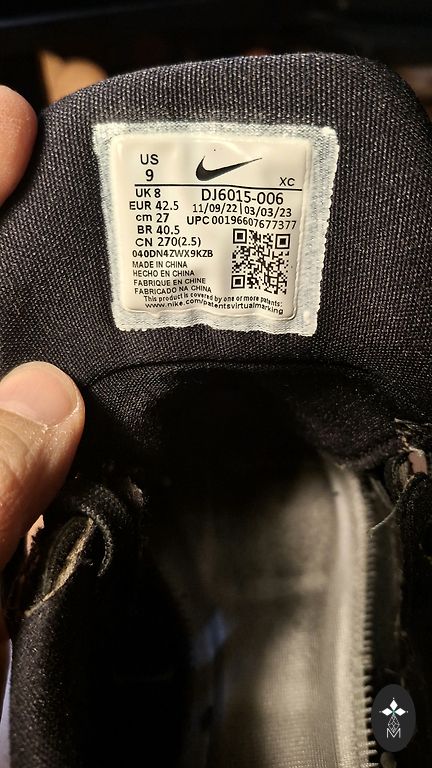 US
9
XC
UK 8
DJ6015-006
EUR 42.5
11/09/22 | 03/03/23
cm 27
UPC 00196607677377
BR 40.5
CN 270(2.5)
040DN4ZWX9KZB
MADE IN CHINA
HECHO EN CHINA
FABRIQUE EN CHINE
FABRICADO NA CHINA
This product is covered by one or more patents:
www.nike.com/patentsvirtualmarking
M